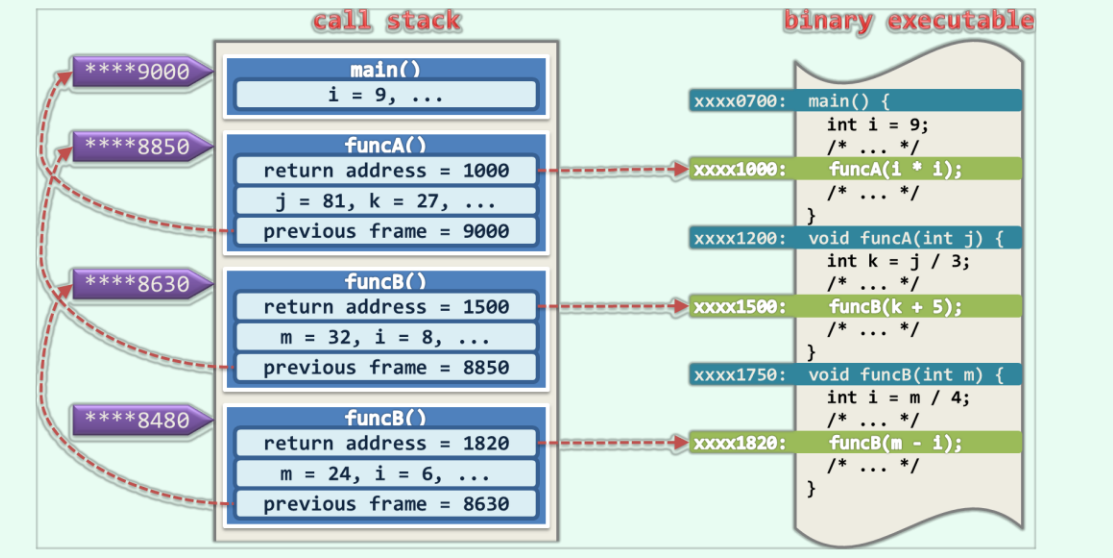 call stack
****9000
main()
i = 9, ...
****8850
funcA()
return address = 1000
j = 81, k = 27, ...
previous frame = 9000
****8630
funcB()
return address = 1500
m = 32, i = 8, ...
previous frame = 8850
****8480
funcB()
return address = 1820
m = 24, i = 6, ...
previous frame = 8630
binary executable
xxxx0700: main() {
int i = 9;
/* ... */
xxxx1000: funcA(i * i);
/* ... */
}
xxxx1200: void funcA(int j) {
int k = j / 3;
/* ... */
xxxx1500: funcB(k + 5);
/* ... */
}
xxxx1750: void funcB(int m) {
int i = m / 4;
/* ... */
xxxx1820: funcB(m - i);
/* ... */
}